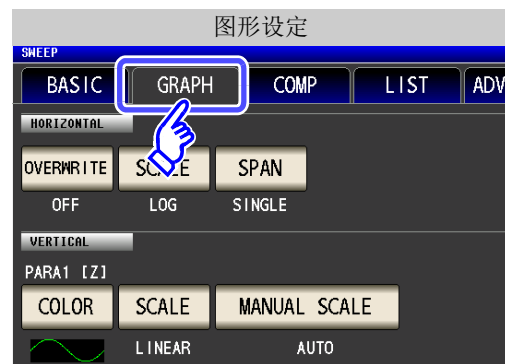 图形设定
SWEEP
BASIC GRAPH COMP LIST ADV
HORIZONTAL
OVERWRITE SCALE SPAN
OFF LOG SINGLE
VERTICAL
PARA1 [Z]
COLOR SCALE MANUAL SCALE
LINEAR AUTO